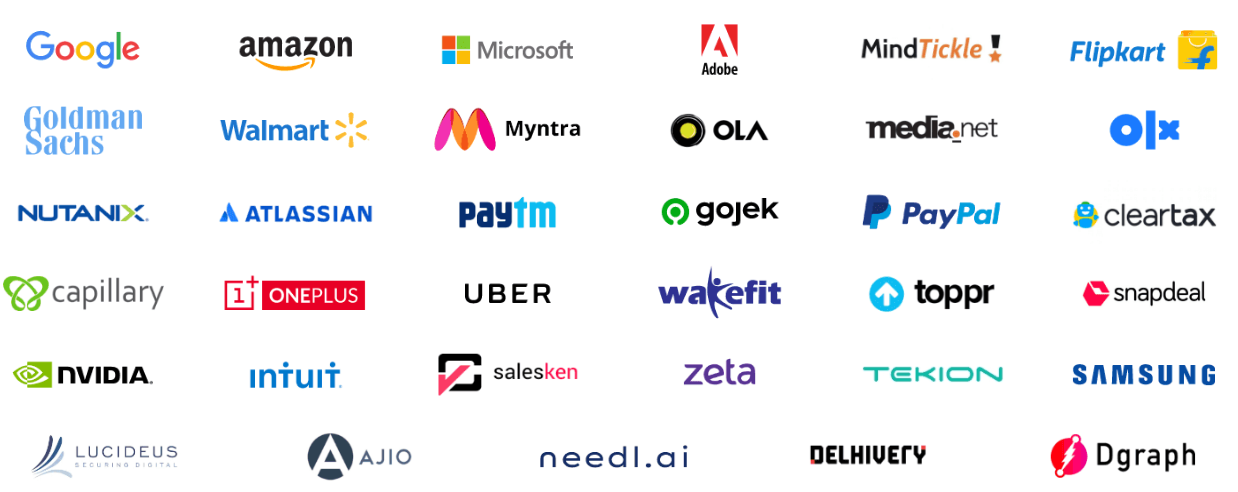 Google
amazon
Microsoft
Adobe
MindTickle!
Flipkart
Goldman
Sachs
Walmart
Myntra
OLA
media.net
olx
NUTANIX
ATLASSIAN
paytm
gojek
PayPal
cleartax
capillary
1+ ONEPLUS
UBER
wakefit
toppr
snapdeal
NVIDIA.
intuit
salesken
zeta
TEKION
SAMSUNG
LUCIDEUS
SECURING DIGITAL
AJIO
needl.ai
DELHIVERY
Dgraph